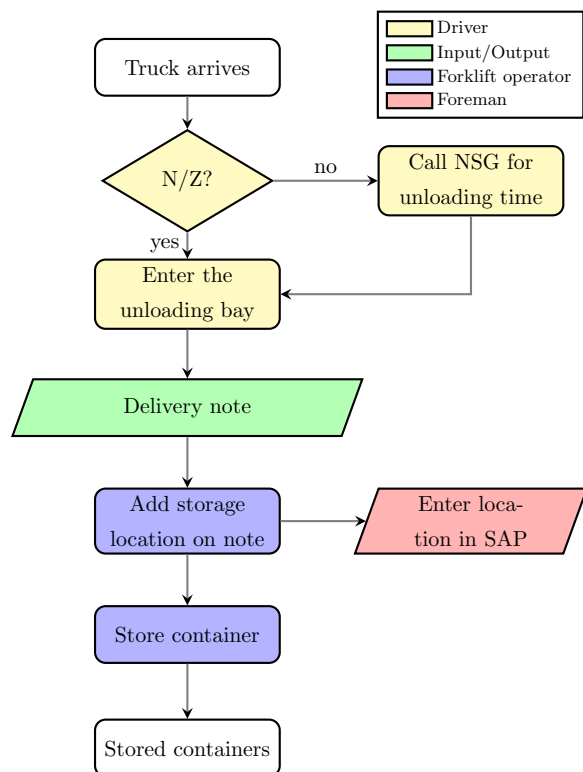 Driver
Input/Output
Forklift operator
Foreman
Truck arrives
N/Z?
no
Call NSG for
unloading time
yes
Enter the
unloading bay
Delivery note
Add storage
location on note
Enter loca-
tion in SAP
Store container
Stored containers